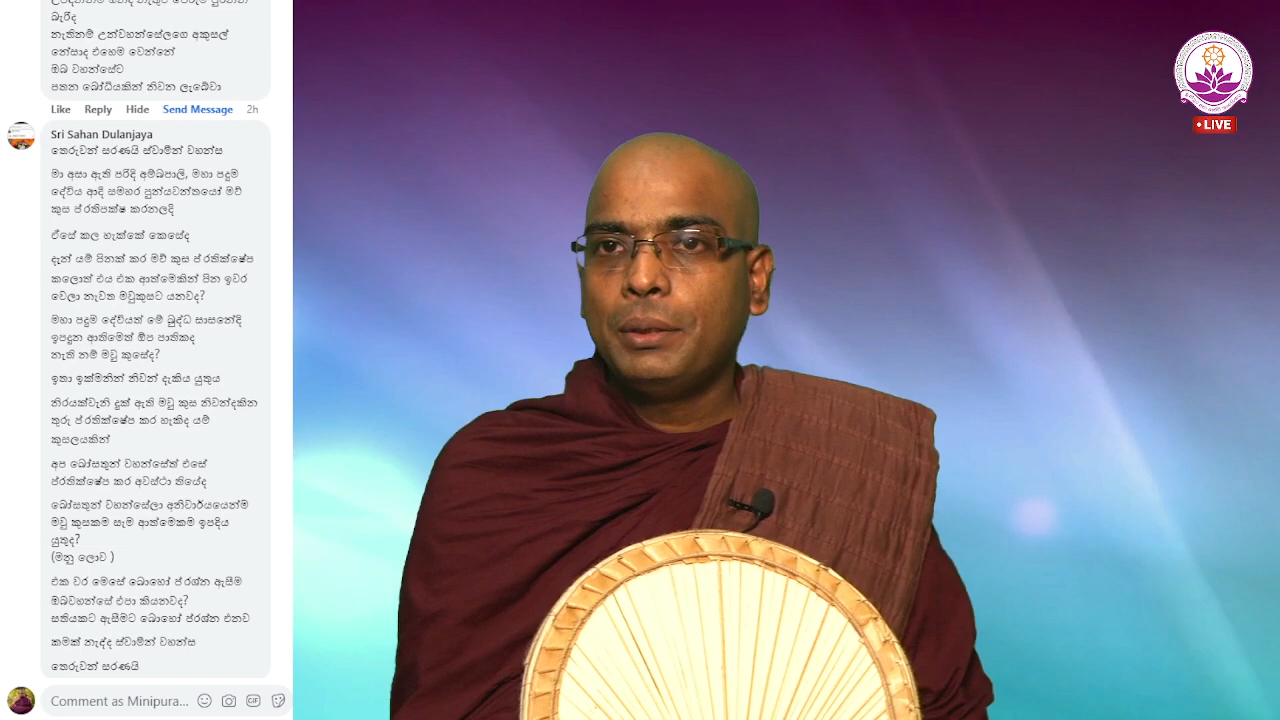 බැරිද
නැතිනම් උන්වහන්සේලගෙ අකුසල්
නේසාද එහෙම වෙන්නේ
ඔබ වහන්සේට
පතන බෝධියකින් නිවන ලැබේවා
Like Reply Hide Send Message 2h
Sri Sahan Dulanjaya
තෙරුවන් සරණයි ස්වාමීන් වහන්ස
මා අසා ඇති පරිදි අම්බපාලි, මහා පදුම
දේවිය ආදි සමහර පුන්යවන්තයෝ මව්
කුස ප්රතිපක්ෂ කරනලදි
ඒසේ කල හැක්කේ කෙසේද
දැන් යම් පිනක් කර මව් කුස ප්රතික්ෂේප
කලොත් එය එක ආත්මෙකින් පින ඉවර
වෙලා නැවත මවුකුසට යනවද?
මහා පදුම දේවියත් මේ බුද්ධ සාසනේදි
ඉපදුන ආතිමෙත් ඕප පාතිකද
නැති නම් මවු කුසේද?
ඉතා ඉක්මනින් නිවන් දැකිය යුතුය
නිරයක්වැනි දුක් ඇති මවු කුස නිවන්දකින
තුරු ප්රතික්ෂේප කර හැකිද යම්
කුසලයකින්
අප බෝසතුන් වහන්සේත් එසේ
ප්රතික්ෂේප කර අවස්ථා තියේද
බෝසතුන් වහන්සේලා අනිවාර්යයෙන්ම
මවු කුසකම සැම ආත්මෙකම ඉපදිය
යුතුද?
(මනු ලොව )
එක වර මෙසේ බොහෝ ප්රශ්න ඇසීම
ඔබවහන්සේ එපා කියනවද?
සතියකට ඇසීමට බොහෝ ප්රශ්න එනව
කමක් නැද්ද ස්වාමීන් වහන්ස
තෙරුවන් සරණයි
Comment as Minipura...
GIF
• LIVE